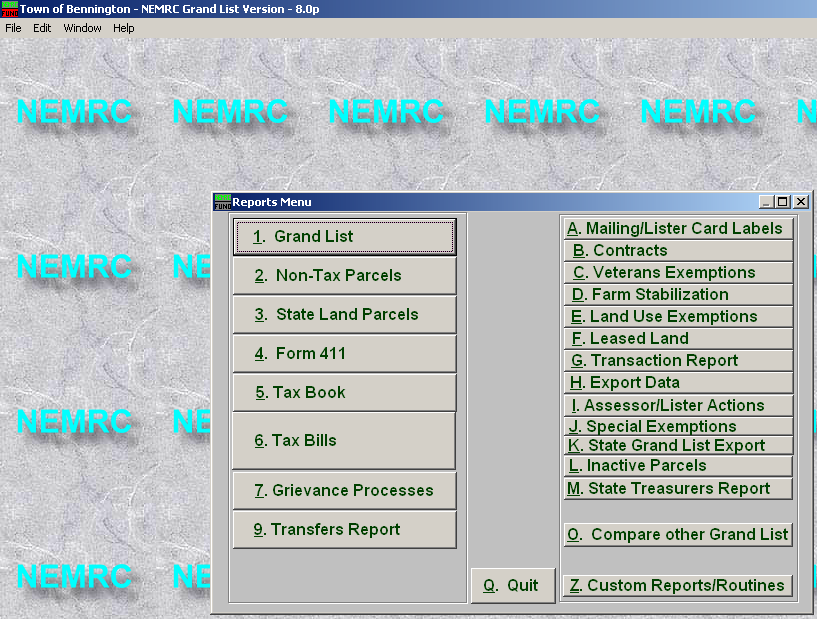 Town of Bennington - NEMRC Grand List Version - 8.0p
File Edit Window Help
NEMRC NEMRC NEMRC NEMRC NEMRC N
Reports Menu
1. Grand List
2. Non-Tax Parcels
3. State Land Parcels
4. Form 411
5. Tax Book
6. Tax Bills
7. Grievance Processes
9. Transfers Report
Q. Quit
A. Mailing/Lister Card Labels
B. Contracts
C. Veterans Exemptions
D. Farm Stabilization
E. Land Use Exemptions
F. Leased Land
G. Transaction Report
H. Export Data
I. Assessor/Lister Actions
J. Special Exemptions
K. State Grand List Export
L. Inactive Parcels
M. State Treasurers Report
O. Compare other Grand List
Z. Custom Reports/Routines
NEMRC NE
NEMRC NE
NEMRC NE